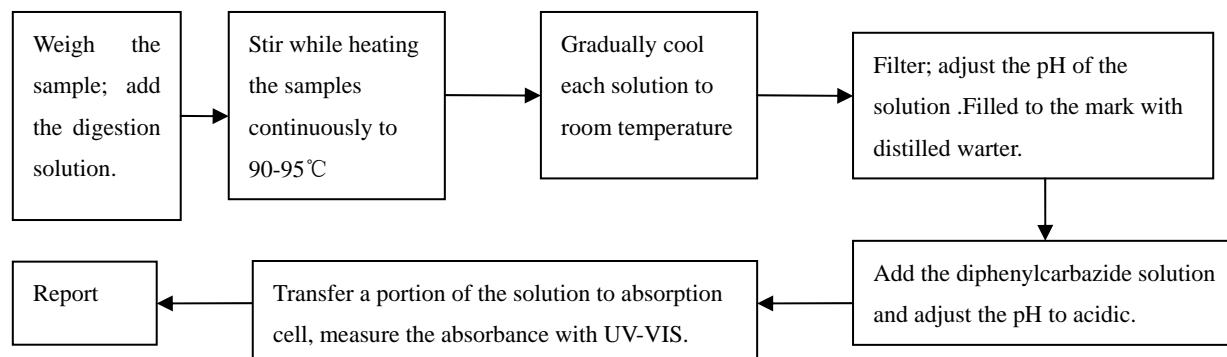 Weigh the
sample; add
the digestion
solution.
Stir while heating
the samples
continuously to
90-95℃
Gradually cool
each solution to
room temperature
Filter; adjust the pH of the
solution .Filled to the mark with
distilled warter.
Add the diphenylcarbazide solution
and adjust the pH to acidic.
Transfer a portion of the solution to absorption
cell, measure the absorbance with UV-VIS.
Report